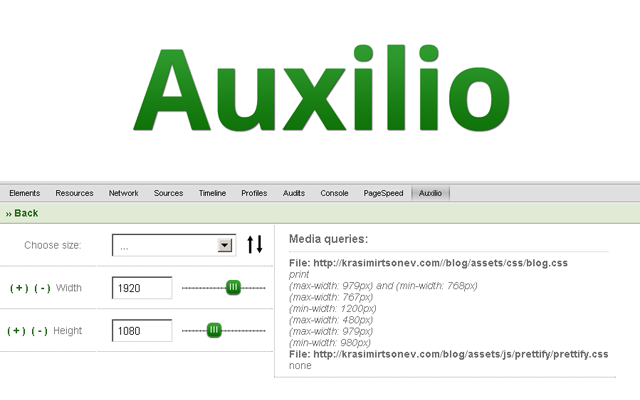 Auxilio
Elements Resources Network Sources Timeline Profiles Audits Console PageSpeed Auxilio
›› Back
Choose size: ...
(+) (-) Width 1920
(+) (-) Height 1080
Media queries:
File: http://krasimirtsonev.com//blog/assets/css/blog.css
print
(max-width: 979px) and (min-width: 768px)
(max-width: 767px)
(min-width: 1200px)
(max-width: 480px)
(max-width: 979px)
(min-width: 980px)
File: http://krasimirtsonev.com/blog/assets/js/prettify/prettify.css
none